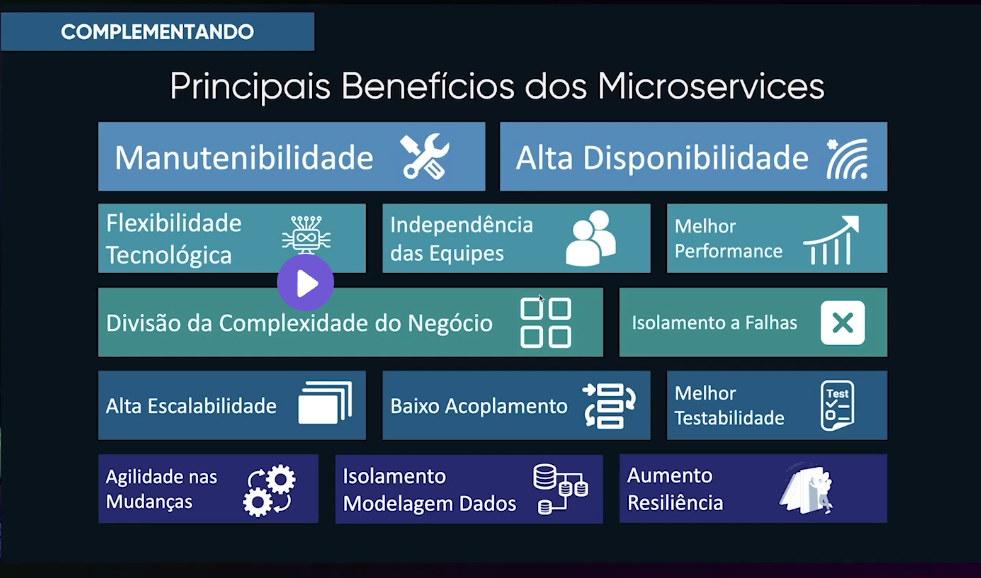 COMPLEMENTANDO
Principais Benefícios dos Microservices
Manutenibilidade
Alta Disponibilidade
Flexibilidade
Tecnológica
Independência
das Equipes
Melhor
Performance
Divisão da Complexidade do Negócio
Isolamento a Falhas
Alta Escalabilidade
Baixo Acoplamento
Melhor
Testabilidade
Test
Agilidade nas
Mudanças
Isolamento
Modelagem Dados
Aumento
Resiliência